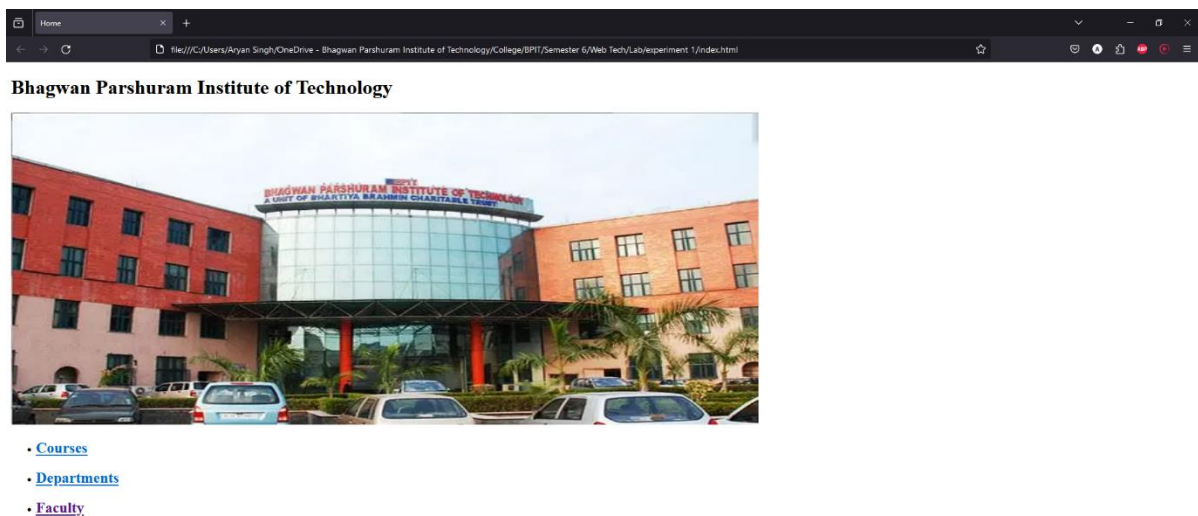 Home
file:///C:/Users/Aryan Singh/OneDrive - Bhagwan Parshuram Institute of Technology/College/BPIT/Semester 6/Web Tech/Lab/experiment 1/index.html
Bhagwan Parshuram Institute of Technology
BPIT
BHAGWAN PARSHURAM INSTITUTE OF TECHNOLOGY
A UNIT OF BHARTIYA BRAHMIN CHARITABLE TRUST
• Courses
• Departments
• Faculty